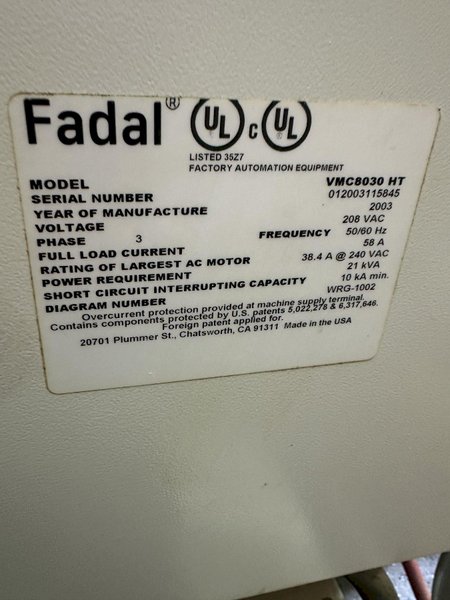 Fadal® UL c UL
LISTED 35Z7
FACTORY AUTOMATION EQUIPMENT
MODEL VMC8030 HT
SERIAL NUMBER 012003115845
YEAR OF MANUFACTURE 2003
VOLTAGE 208 VAC
PHASE 3 FREQUENCY 50/60 Hz
FULL LOAD CURRENT 58 A
RATING OF LARGEST AC MOTOR 38.4 A @ 240 VAC
POWER REQUIREMENT 21 kVA
SHORT CIRCUIT INTERRUPTING CAPACITY 10 kA min.
DIAGRAM NUMBER WRG-1002
Overcurrent protection provided at machine supply terminal.
Contains components protected by U.S. patents 5,022,278 & 6,317,646.
Foreign patent applied for.
20701 Plummer St., Chatsworth, CA 91311 Made in the USA